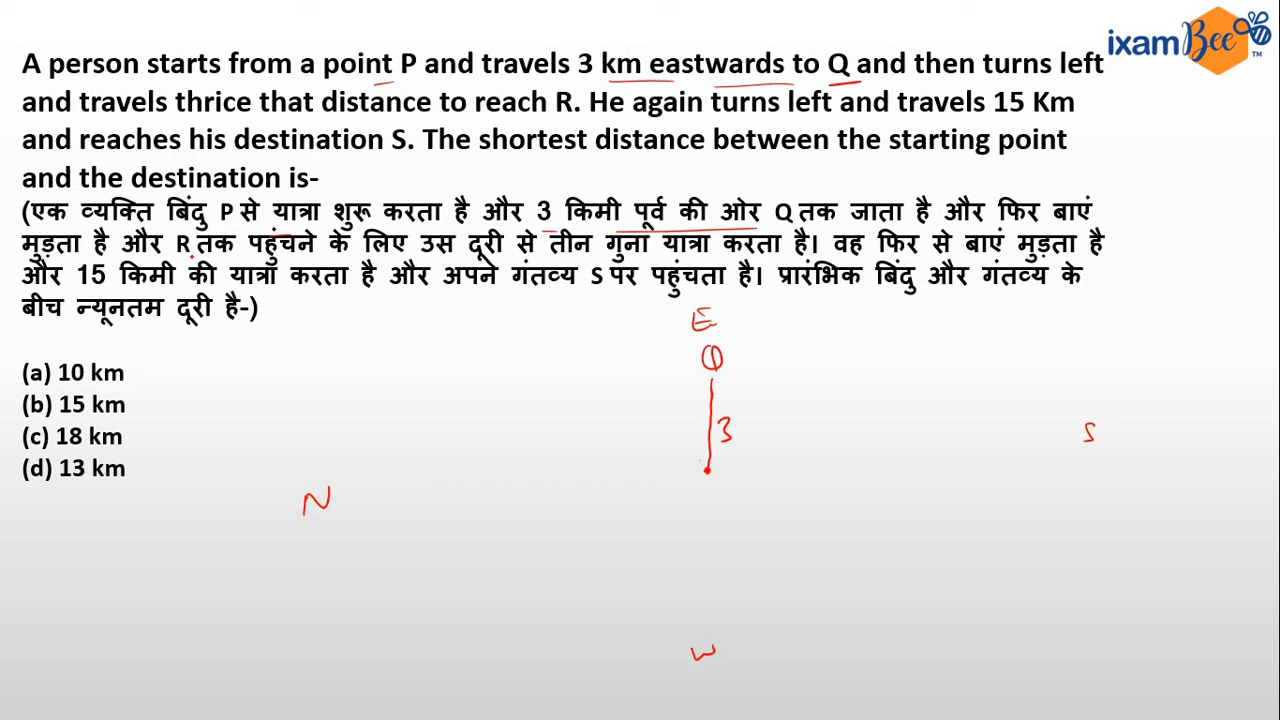 ixamBee™
A person starts from a point P and travels 3 km eastwards to Q and then turns left
and travels thrice that distance to reach R. He again turns left and travels 15 Km
and reaches his destination S. The shortest distance between the starting point
and the destination is-
(एक व्यक्ति बिंदु P से यात्रा शुरू करता है और 3 किमी पूर्व की ओर Q तक जाता है और फिर बाएं
मुड़ता है और R तक पहुंचने के लिए उस दूरी से तीन गुना यात्रा करता है। वह फिर से बाएं मुड़ता है
और 15 किमी की यात्रा करता है और अपने गंतव्य S पर पहुंचता है। प्रारंभिक बिंदु और गंतव्य के
बीच न्यूनतम दूरी है-)
E
Q
(a) 10 km
(b) 15 km
3
S
(c) 18 km
(d) 13 km
N
W